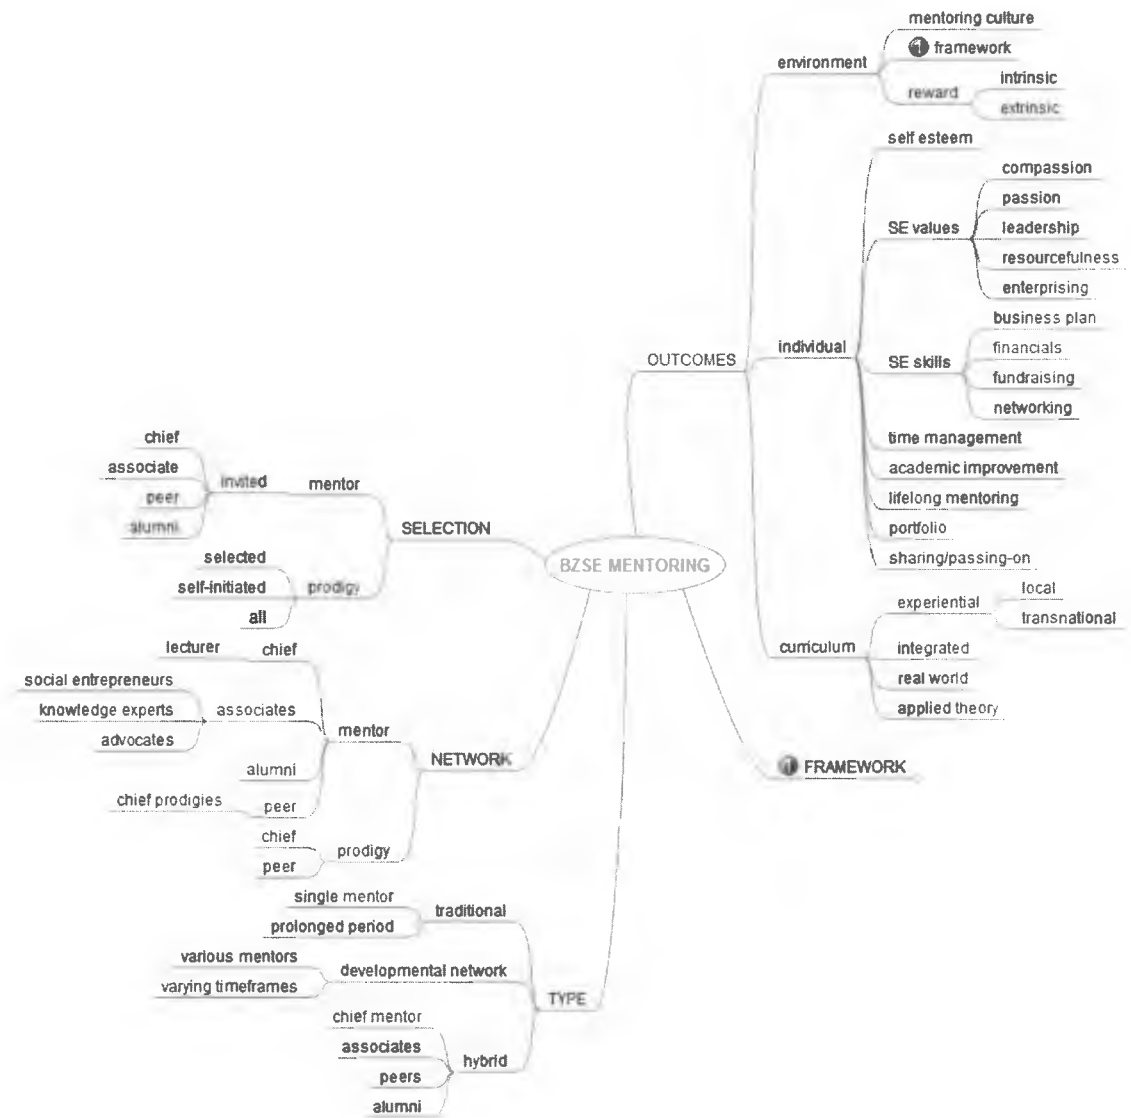 BZSE MENTORING
OUTCOMES
environment
mentoring culture
1 framework
reward
intrinsic
extrinsic
individual
self esteem
SE values
compassion
passion
leadership
resourcefulness
enterprising
SE skills
business plan
financials
fundraising
networking
time management
academic improvement
lifelong mentoring
portfolio
sharing/passing-on
curriculum
experiential
local
transnational
integrated
real world
applied theory
1 FRAMEWORK
SELECTION
mentor
invited
chief
associate
peer
alumni
prodigy
selected
self-initiated
all
NETWORK
mentor
chief
lecturer
associates
social entrepreneurs
knowledge experts
advocates
alumni
peer
chief prodigies
prodigy
chief
peer
TYPE
traditional
single mentor
prolonged period
developmental network
various mentors
varying timeframes
hybrid
chief mentor
associates
peers
alumni